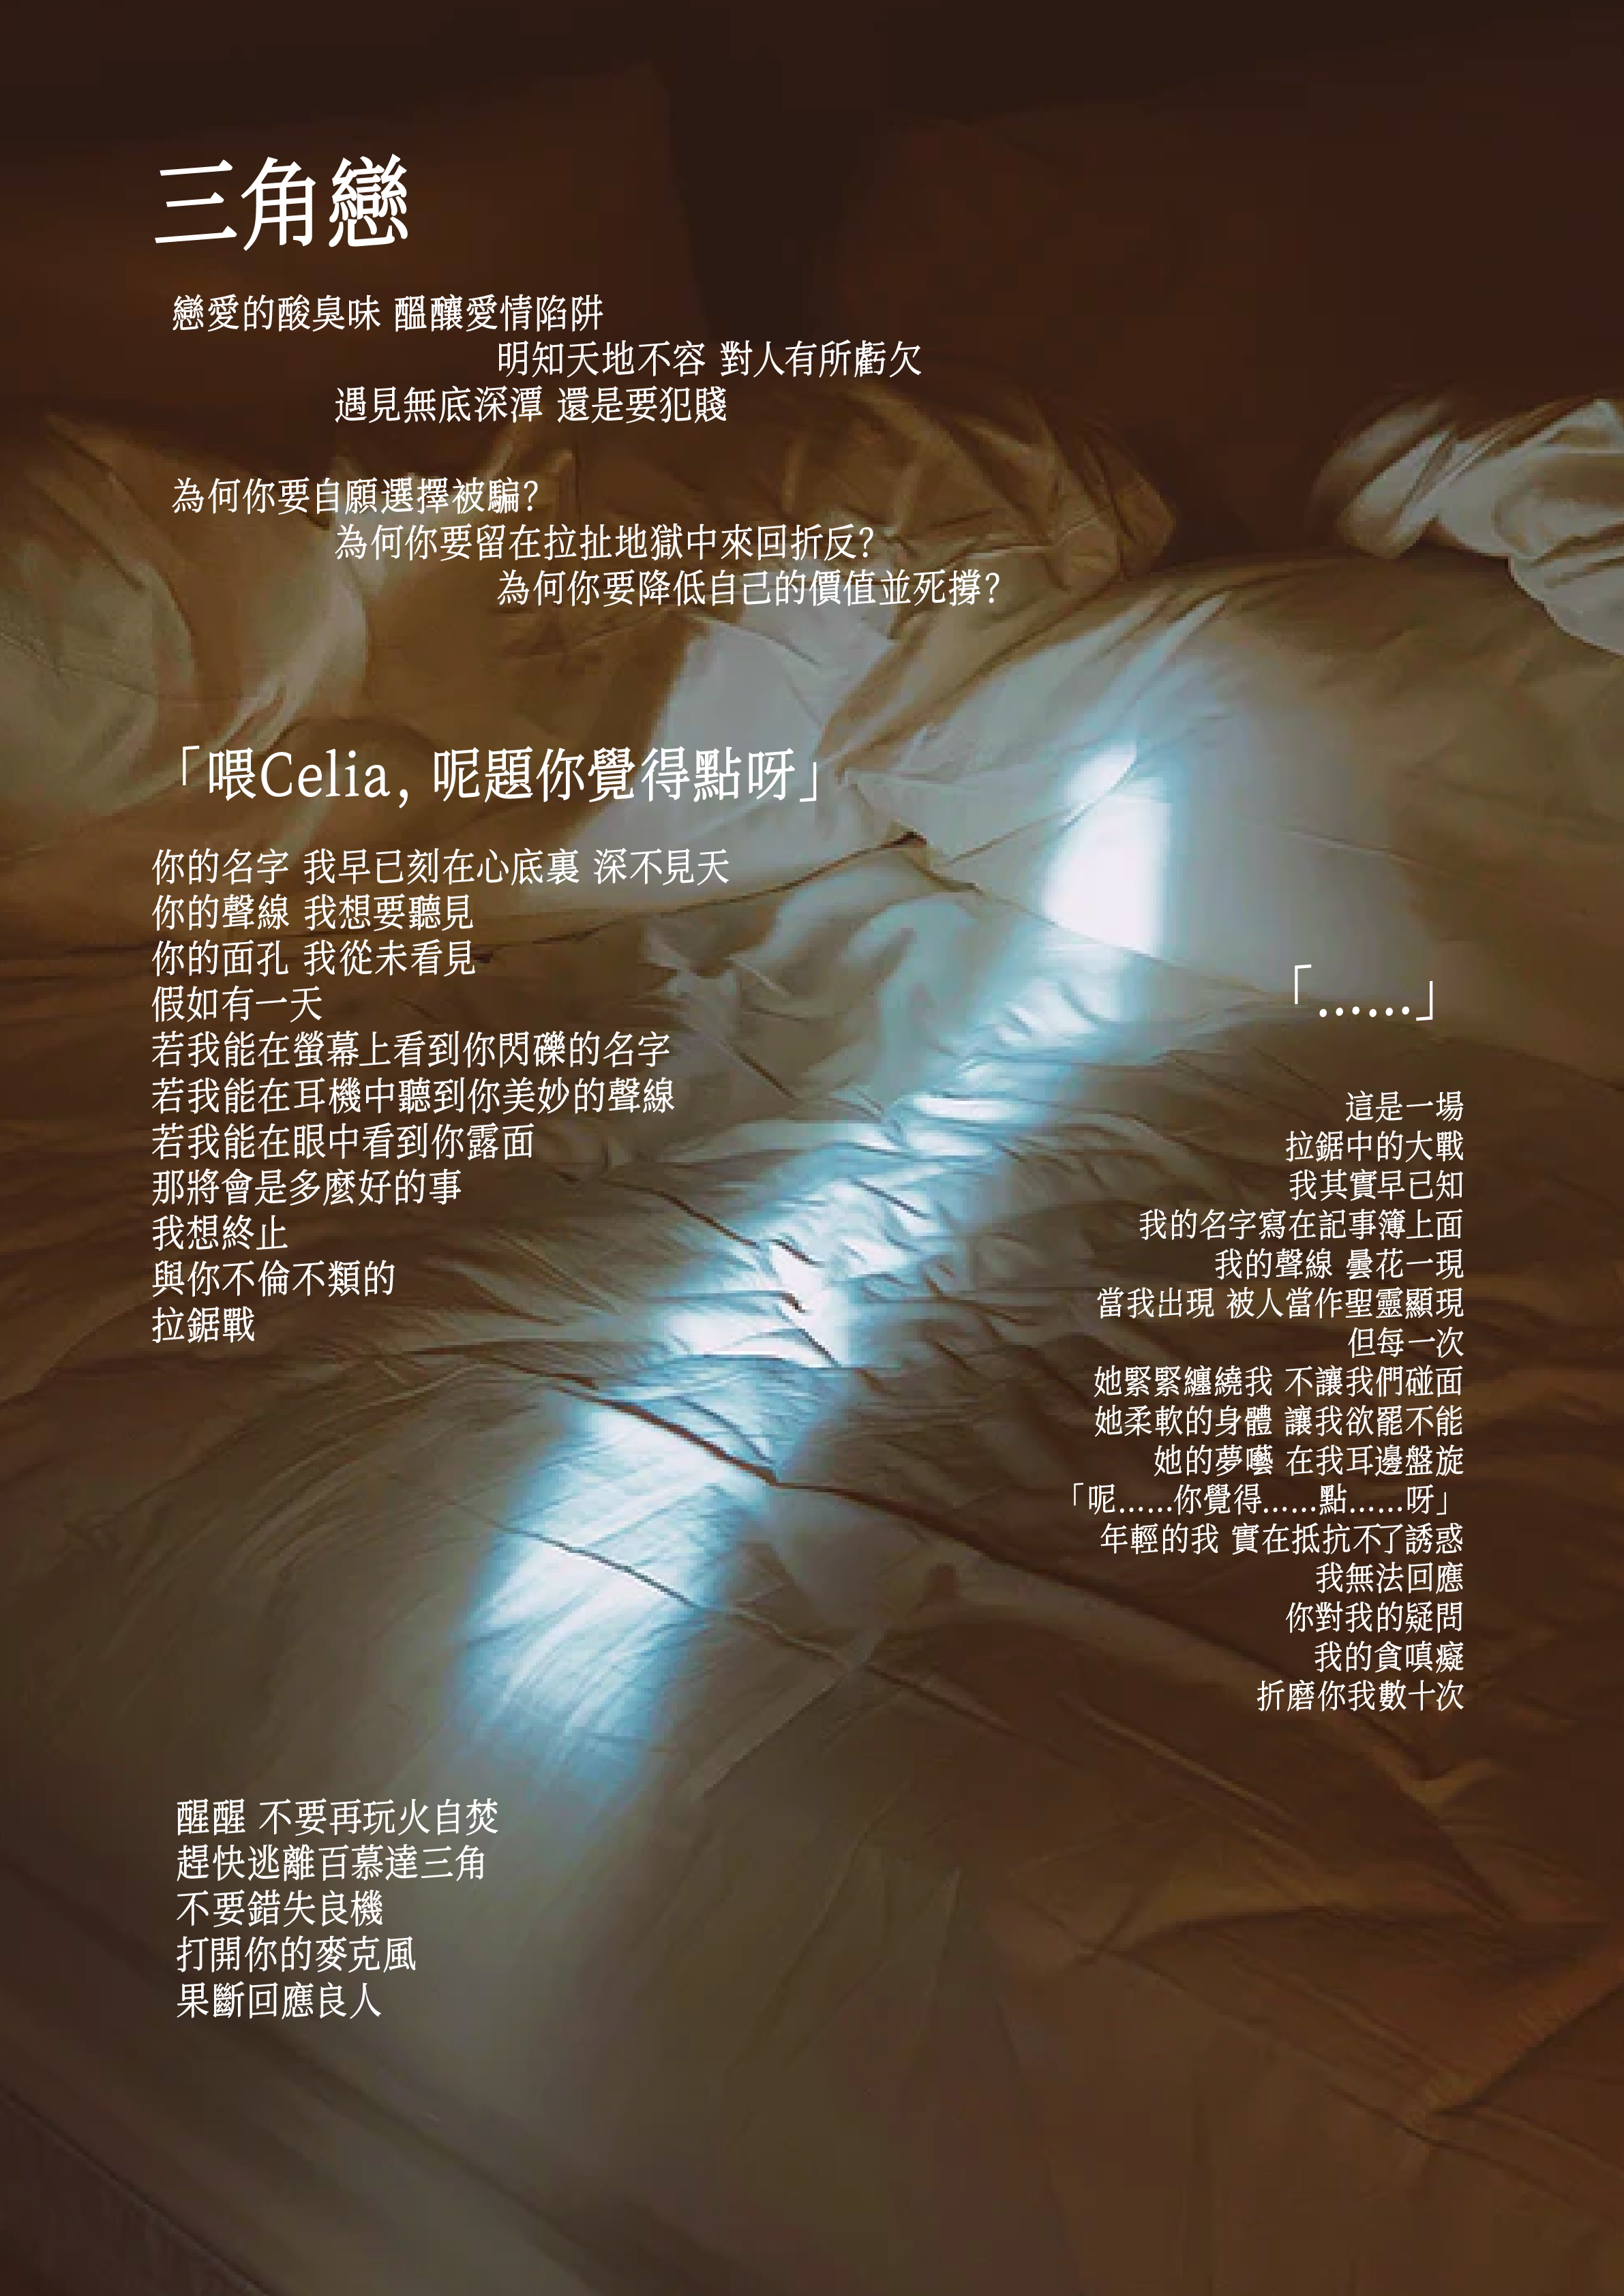 三角戀
戀愛的酸臭味 醞釀愛情陷阱
明知天地不容 對人有所虧欠
遇見無底深潭 還是要犯賤
為何你要自願選擇被騙?
為何你要留在拉扯地獄中來回折反?
為何你要降低自己的價值並死撐?
「喂Celia, 呢題你覺得點呀」
你的名字 我早已刻在心底裏 深不見天
你的聲線 我想要聽見
你的面孔 我從未看見
假如有一天
若我能在螢幕上看到你閃礫的名字
若我能在耳機中聽到你美妙的聲線
若我能在眼中看到你露面
那將會是多麼好的事
我想終止
與你不倫不類的
拉鋸戰
「......」
這是一場
拉鋸中的大戰
我其實早已知
我的名字寫在記事簿上面
我的聲線 曇花一現
當我出現 被人當作聖靈顯現
但每一次
她緊緊纏繞我 不讓我們碰面
她柔軟的身體 讓我欲罷不能
她的夢囈 在我耳邊盤旋
「呢......你覺得......點......呀」
年輕的我 實在抵抗不了誘惑
我無法回應
你對我的疑問
我的貪嗔癡
折磨你我數十次
醒醒 不要再玩火自焚
趕快逃離百慕達三角
不要錯失良機
打開你的麥克風
果斷回應良人